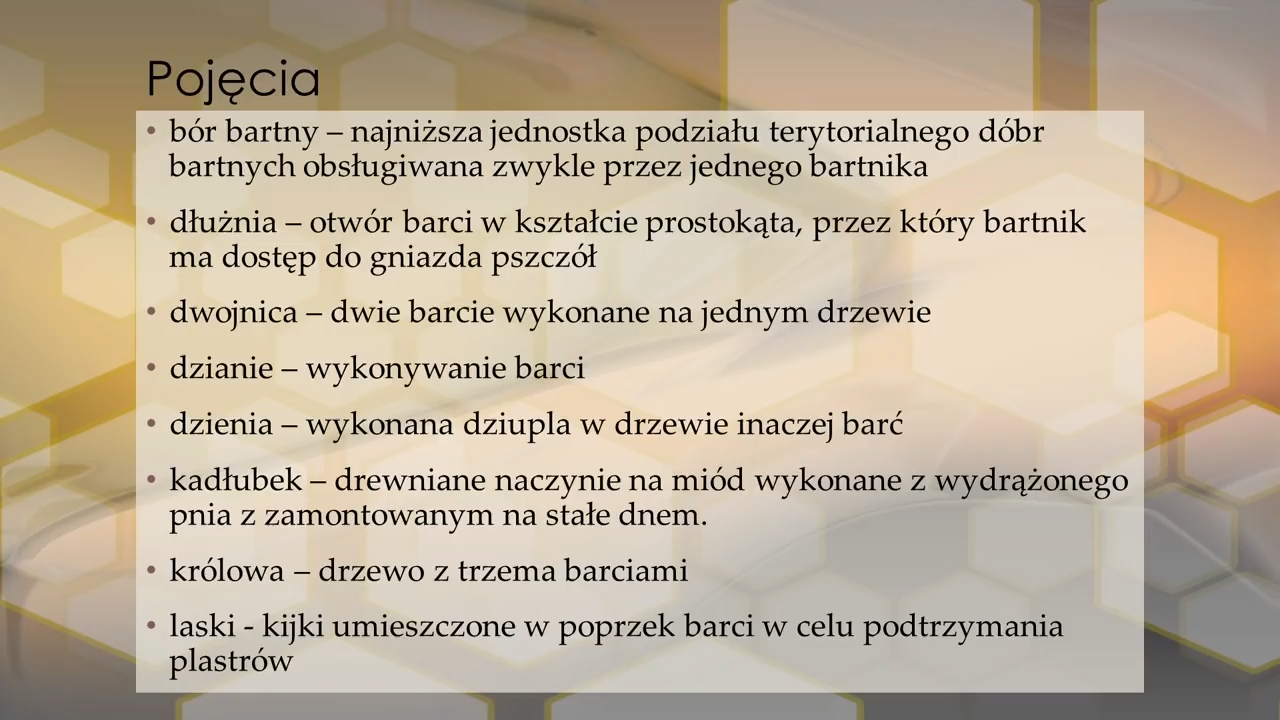 Pojęcia
• bór bartny – najniższa jednostka podziału terytorialnego dóbr
bartnych obsługiwana zwykle przez jednego bartnika
• dłużnia – otwór barci w kształcie prostokąta, przez który bartnik
ma dostęp do gniazda pszczół
• dwojnica – dwie barcie wykonane na jednym drzewie
• dzianie – wykonywanie barci
• dzienia – wykonana dziupla w drzewie inaczej barć
• kadłubek – drewniane naczynie na miód wykonane z wydrążonego
pnia z zamontowanym na stałe dnem.
• królowa – drzewo z trzema barciami
• laski - kijki umieszczone w poprzek barci w celu podtrzymania
plastrów